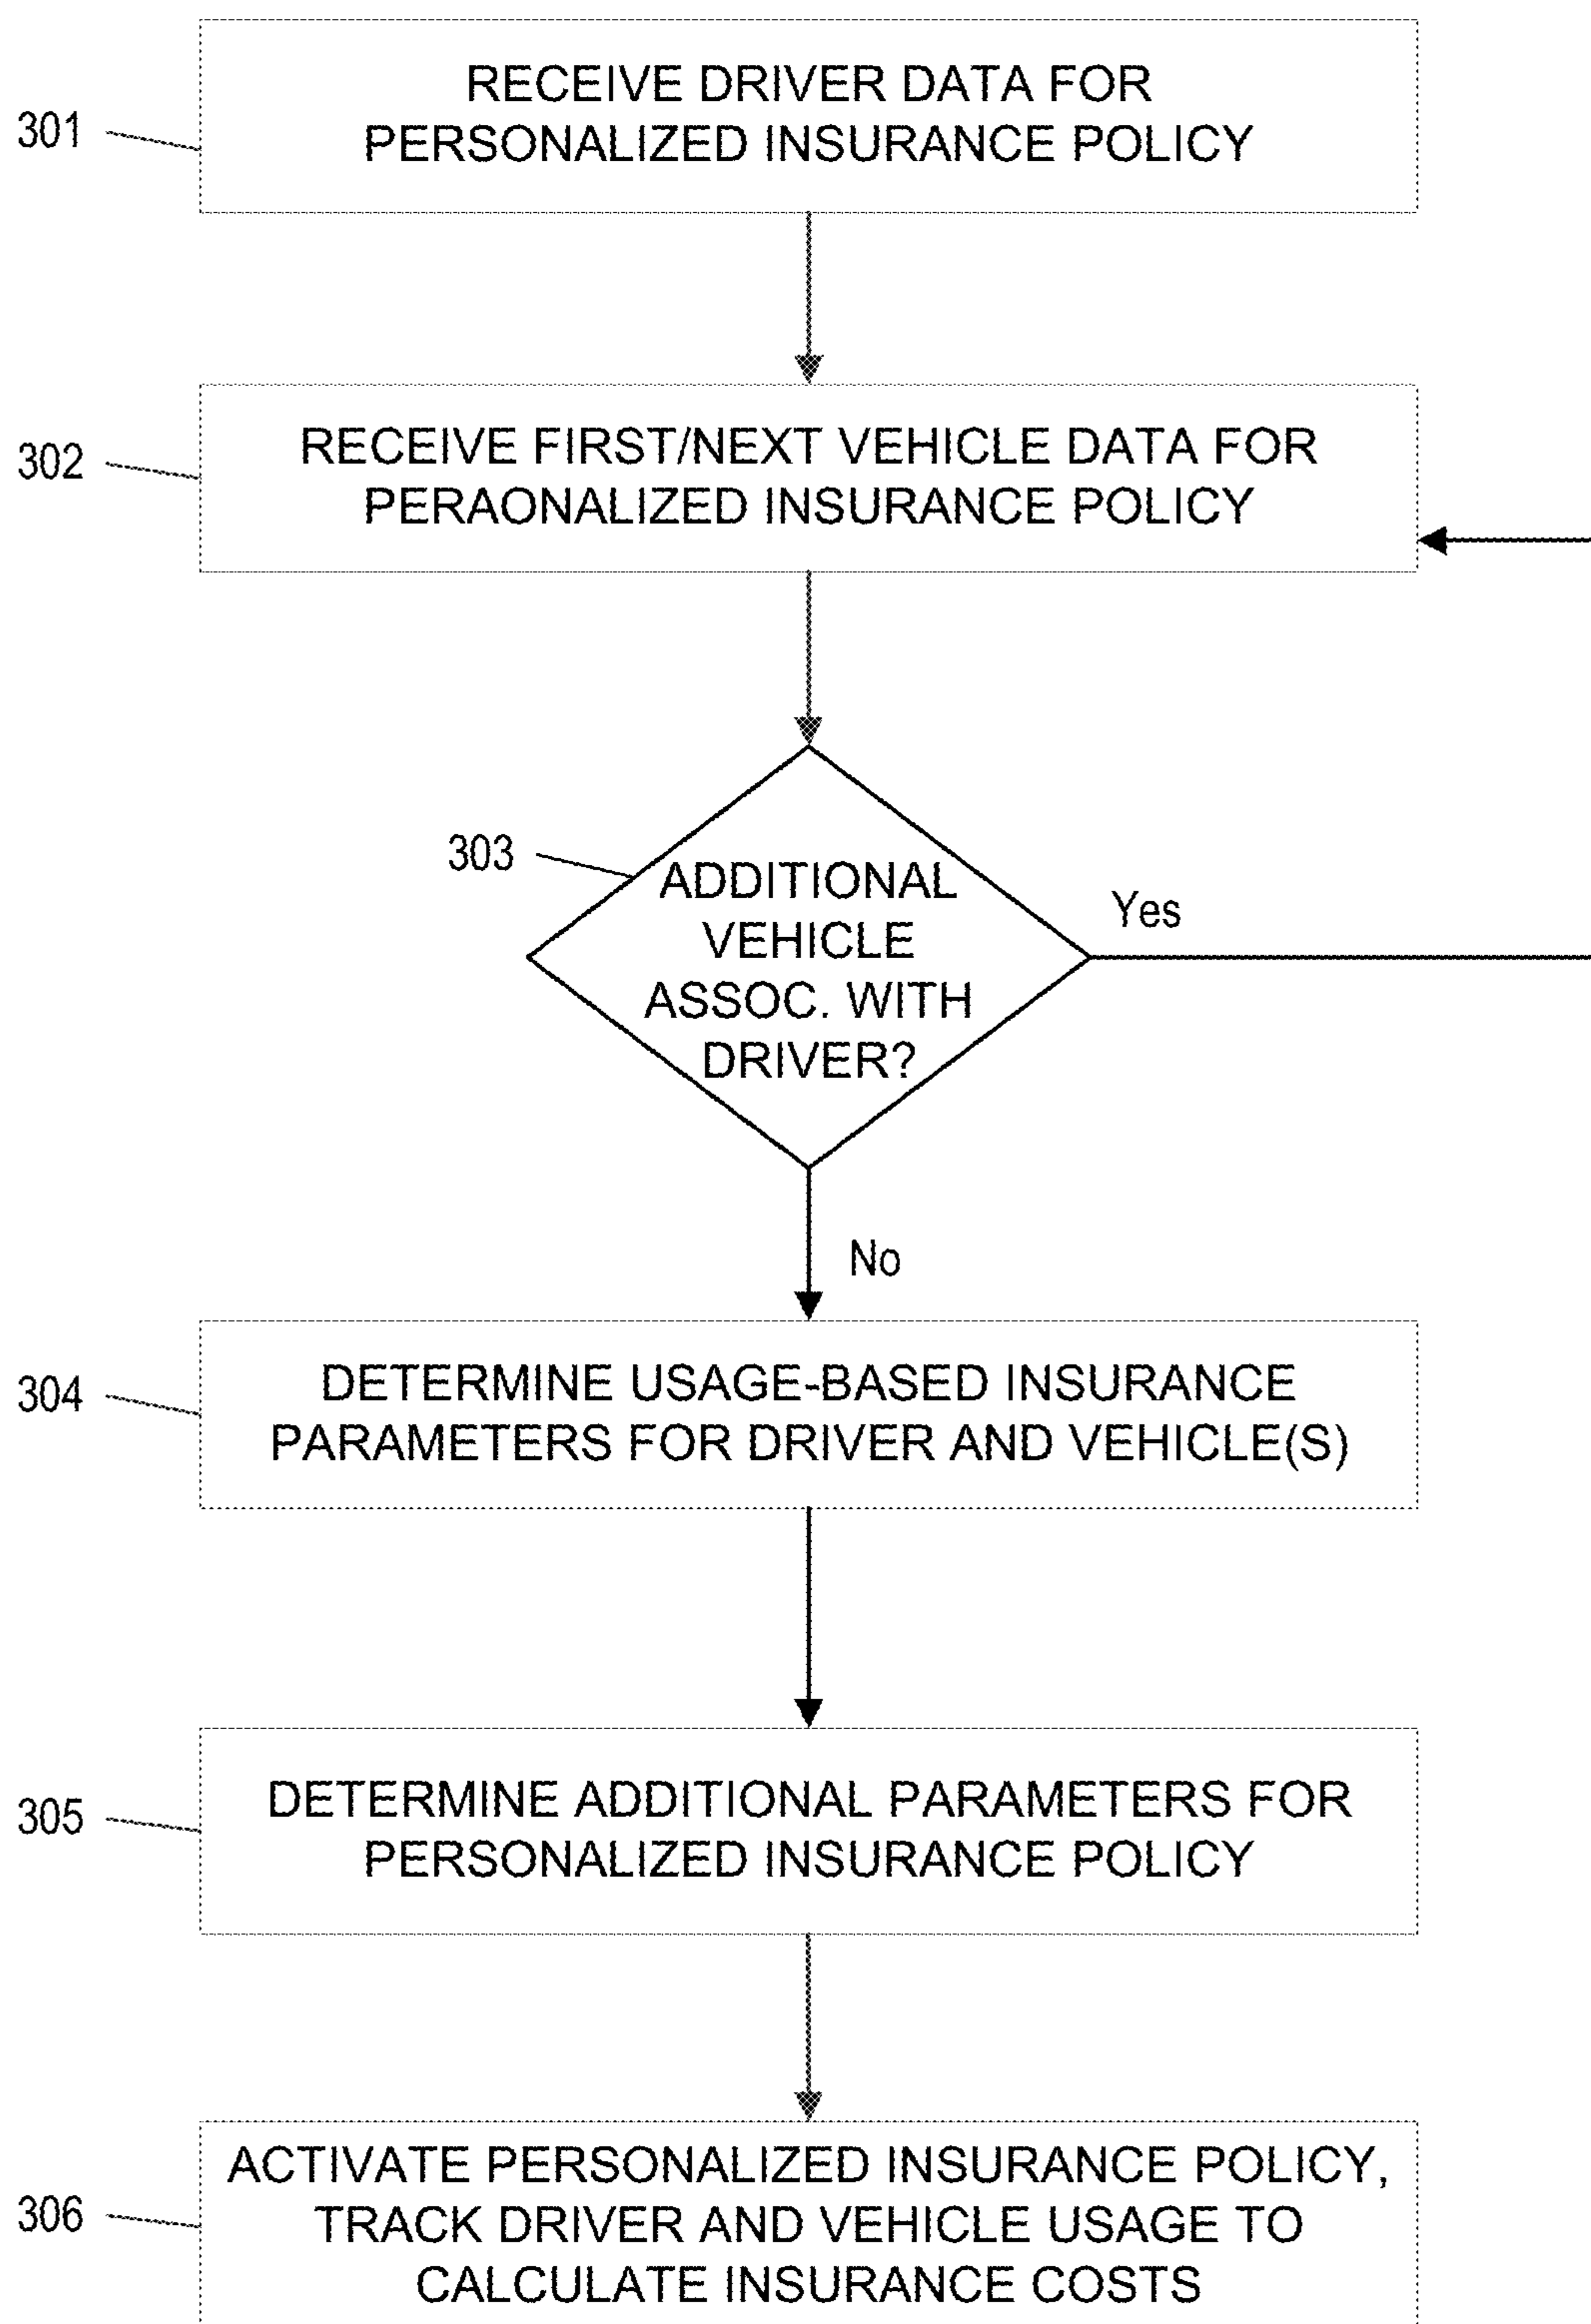 301
RECEIVE DRIVER DATA FOR
PERSONALIZED INSURANCE POLICY
302
RECEIVE FIRST/NEXT VEHICLE DATA FOR
PERAONALIZED INSURANCE POLICY
303
ADDITIONAL
VEHICLE
ASSOC. WITH
DRIVER?
Yes
No
304
DETERMINE USAGE-BASED INSURANCE
PARAMETERS FOR DRIVER AND VEHICLE(S)
305
DETERMINE ADDITIONAL PARAMETERS FOR
PERSONALIZED INSURANCE POLICY
306
ACTIVATE PERSONALIZED INSURANCE POLICY,
TRACK DRIVER AND VEHICLE USAGE TO
CALCULATE INSURANCE COSTS